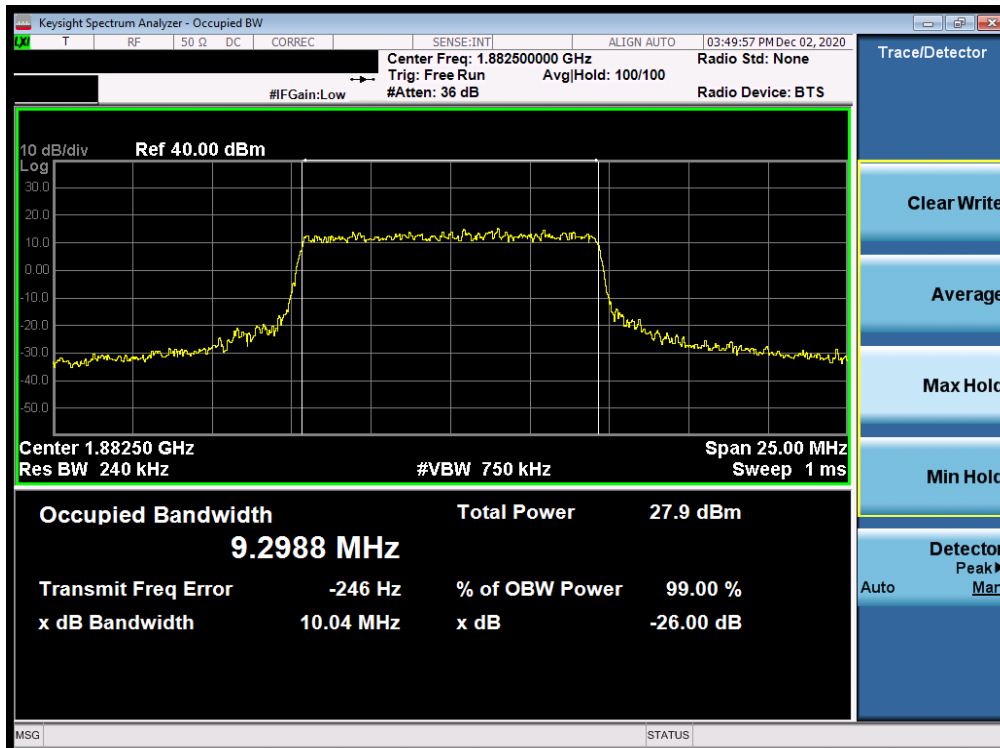 Keysight Spectrum Analyzer - Occupied BW
LXI T RF 50 Ω DC CORREC SENSE:INT ALIGN AUTO 03:49:57 PM Dec 02, 2020
Center Freq: 1.882500000 GHz Radio Std: None
Trig: Free Run Avg|Hold: 100/100
#IFGain:Low #Atten: 36 dB Radio Device: BTS
10 dB/div Ref 40.00 dBm
Log
30.0
20.0
10.0
0.00
-10.0
-20.0
-30.0
-40.0
-50.0
Center 1.88250 GHz Span 25.00 MHz
Res BW 240 kHz #VBW 750 kHz Sweep 1 ms
Occupied Bandwidth Total Power 27.9 dBm
9.2988 MHz
Transmit Freq Error -246 Hz % of OBW Power 99.00 %
x dB Bandwidth 10.04 MHz x dB -26.00 dB
MSG STATUS
Trace/Detector
Clear Write
Average
Max Hold
Min Hold
Detector
Peak
Auto Man